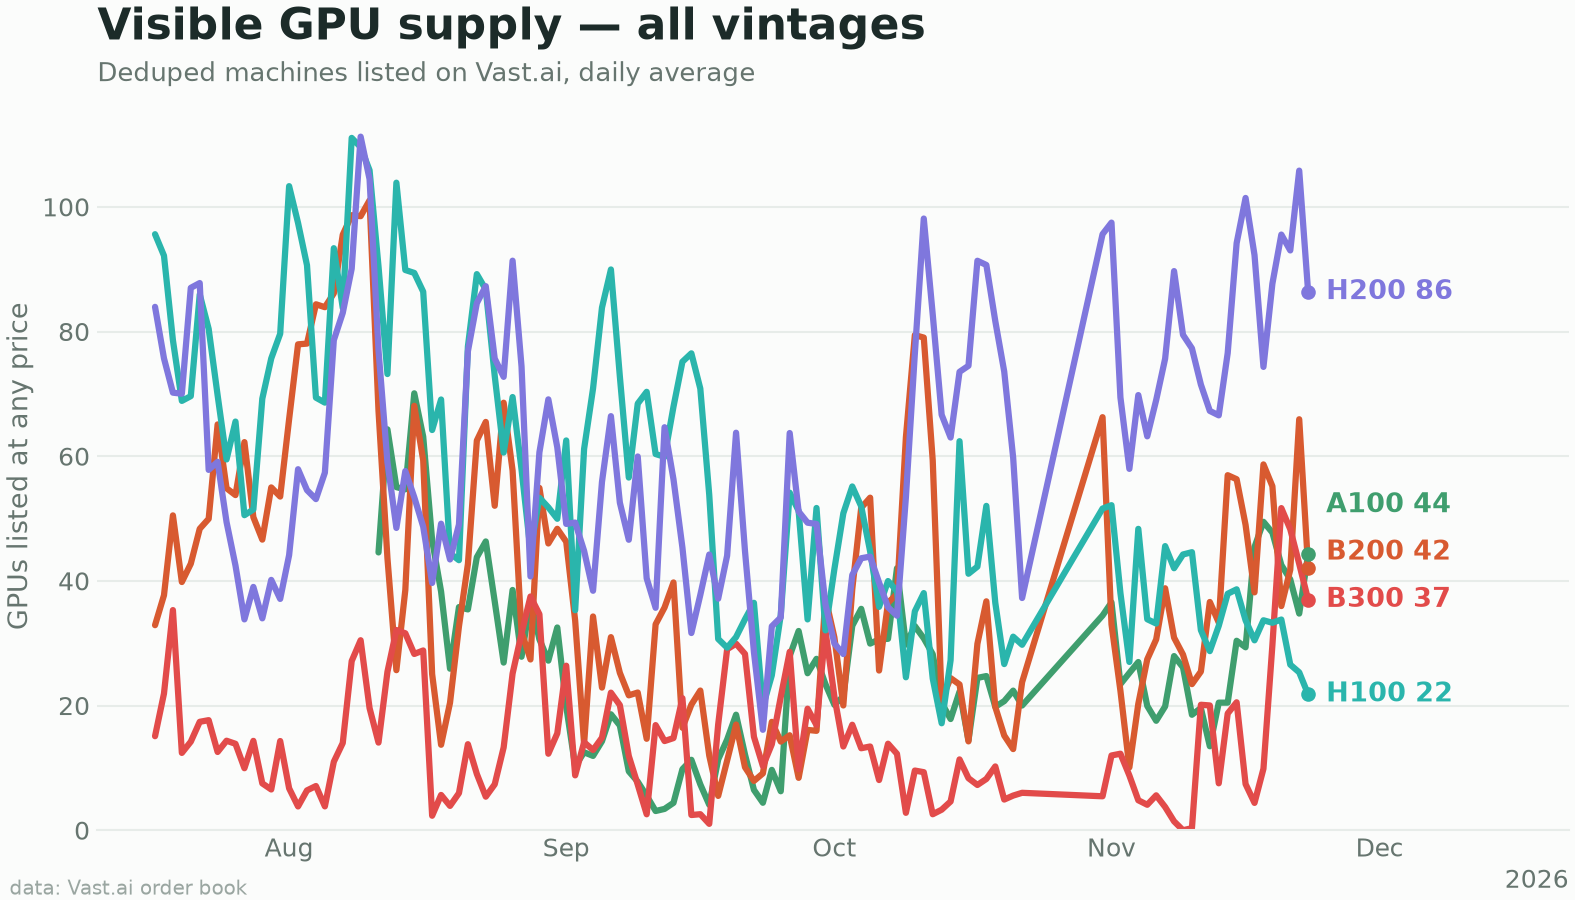 Visible GPU supply — all vintages
Deduped machines listed on Vast.ai, daily average
GPUs listed at any price
100
80
60
40
20
0
H200 86
A100 44
B200 42
B300 37
H100 22
Aug
Sep
Oct
Nov
Dec
2026
data: Vast.ai order book